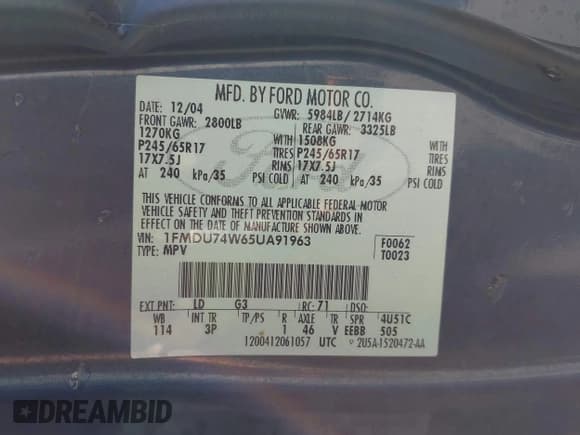 MFD. BY FORD MOTOR CO.
DATE: 12/04 GVWR: 5984LB/2714KG
FRONT GAWR: 2800LB REAR GAWR: 3325LB
1270KG WITH 1508KG WITH
P245/65R17 TIRES P245/65R17 TIRES
17X7.5J RIMS 17X7.5J RIMS
AT 240 kPa/35 PSI COLD AT 240 kPa/35 PSI COLD
THIS VEHICLE CONFORMS TO ALL APPLICABLE FEDERAL MOTOR
VEHICLE SAFETY AND THEFT PREVENTION STANDARDS IN
EFFECT ON THE DATE OF MANUFACTURE SHOWN ABOVE.
VIN: 1FMDU74W65UA91963 F0062
TYPE: MPV T0023
EXT PNT: LD G3 RC: 71 DSO:
WB INT TR TP/PS R AXLE TR SPR 4U51C
114 3P 1 46 V EEBB 505
1200412061057 UTC 2U5A-1520472-AA
Ford
DREAMBID